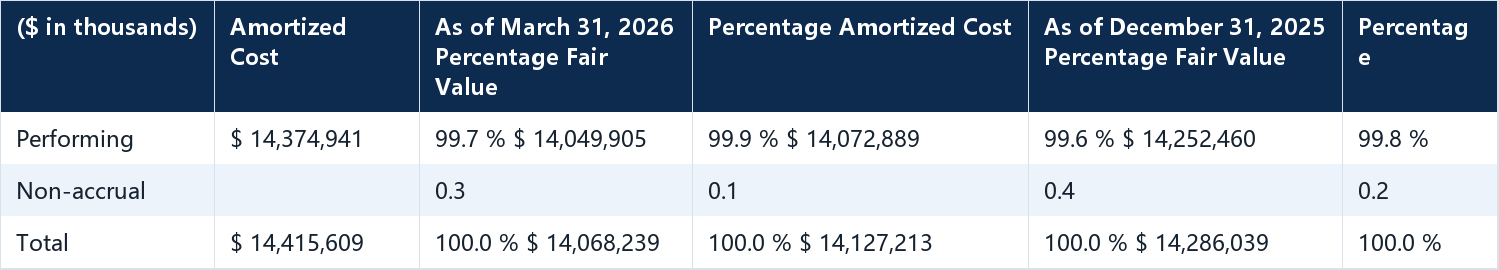 ($ in thousands) Amortized Cost As of March 31, 2026 Percentage Fair Value Percentage Amortized Cost As of December 31, 2025 Percentage Fair Value Percentage
Performing $ 14,374,941 99.7 % $ 14,049,905 99.9 % $ 14,072,889 99.6 % $ 14,252,460 99.8 %
Non-accrual 0.3 0.1 0.4 0.2
Total $ 14,415,609 100.0 % $ 14,068,239 100.0 % $ 14,127,213 100.0 % $ 14,286,039 100.0 %